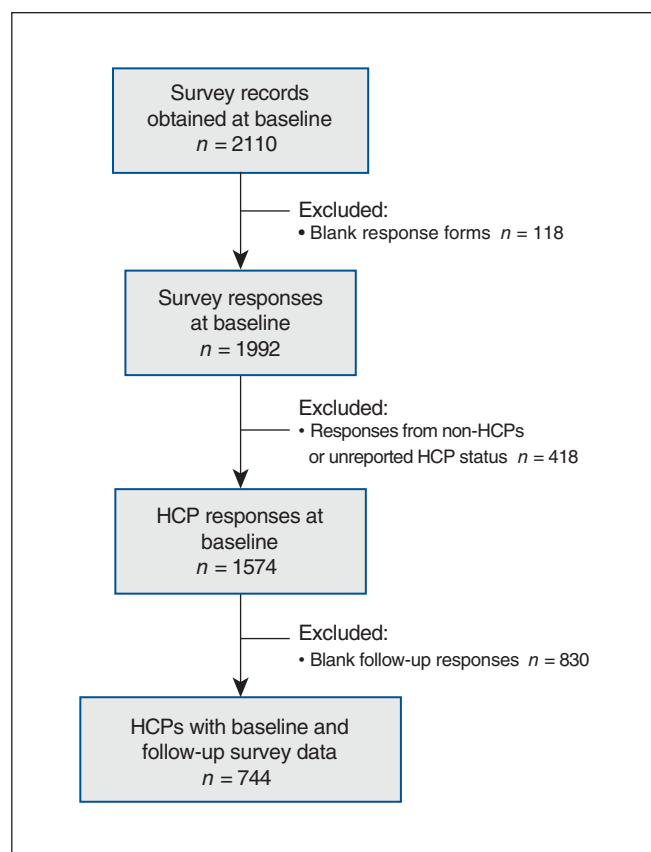 Survey records
obtained at baseline
n = 2110
Excluded:
• Blank response forms n = 118
Survey responses
at baseline
n = 1992
Excluded:
• Responses from non-HCPs
or unreported HCP status n = 418
HCP responses at
baseline
n = 1574
Excluded:
• Blank follow-up responses n = 830
HCPs with baseline and
follow-up survey data
n = 744